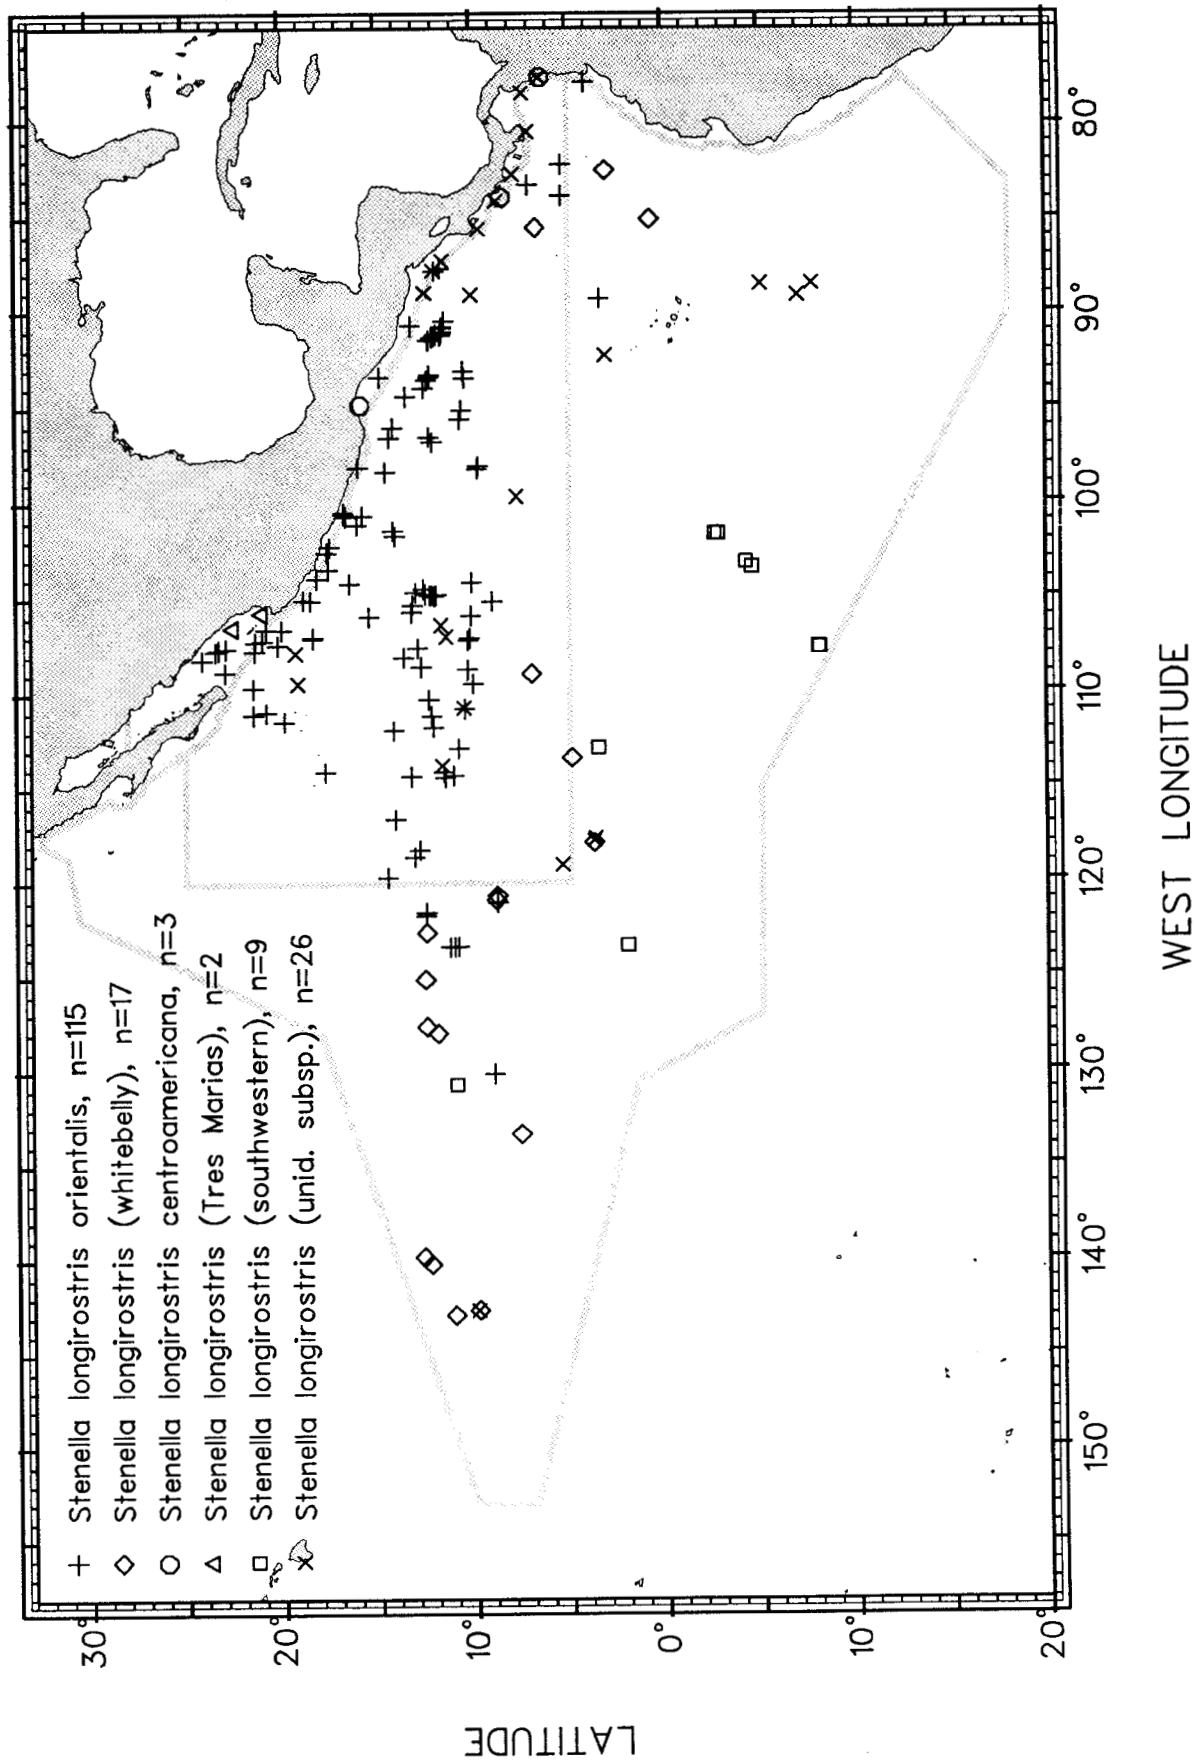 + Stenella longirostris orientalis, n=115
◇ Stenella longirostris (whitebelly), n=17
○ Stenella longirostris centroamericana, n=3
△ Stenella longirostris (Tres Marias), n=2
□ Stenella longirostris (southwestern), n=9
× Stenella longirostris (unid. subsp.), n=26
30°
20°
10°
0°
10°
20°
LATITUDE
150°
140°
130°
120°
110°
100°
90°
80°
WEST LONGITUDE